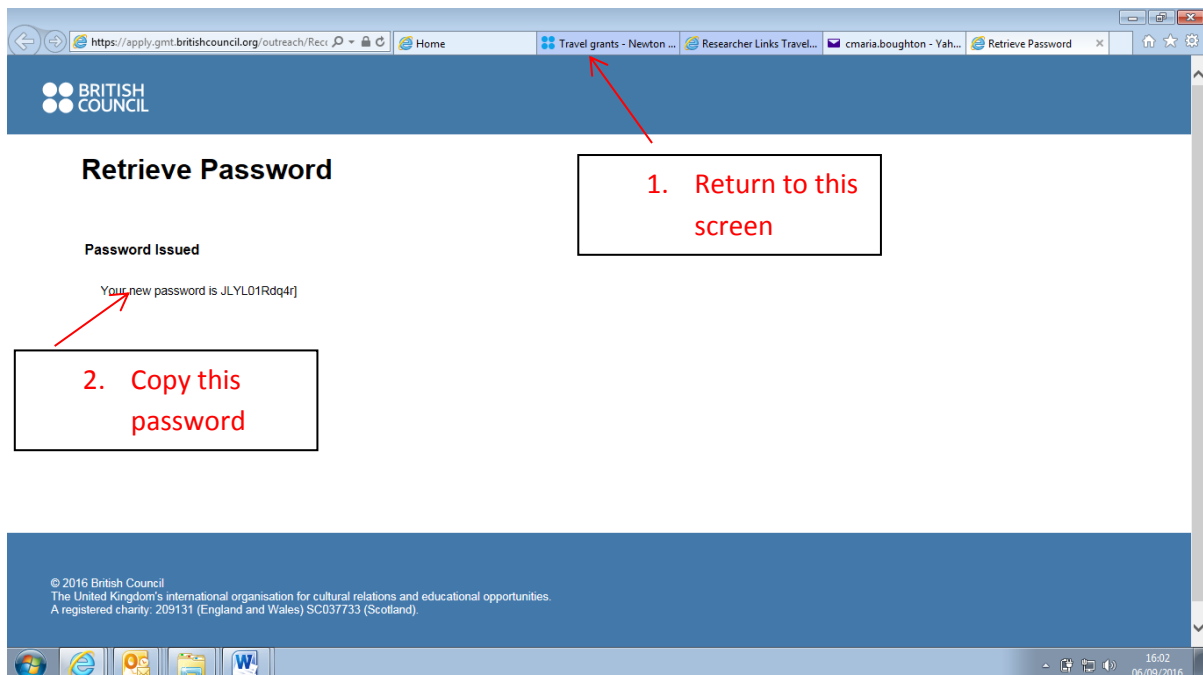 https://apply.gmt.britishcouncil.org/outreach/Recc
Home
Travel grants - Newton ...
Researcher Links Travel...
cmaria.boughton - Yah...
Retrieve Password
BRITISH
COUNCIL
Retrieve Password
1. Return to this
screen
Password Issued
Your new password is JLYL01Rdq4r]
2. Copy this
password
© 2016 British Council
The United Kingdom's international organisation for cultural relations and educational opportunities.
A registered charity: 209131 (England and Wales) SC037733 (Scotland).
16:02
06/09/2016